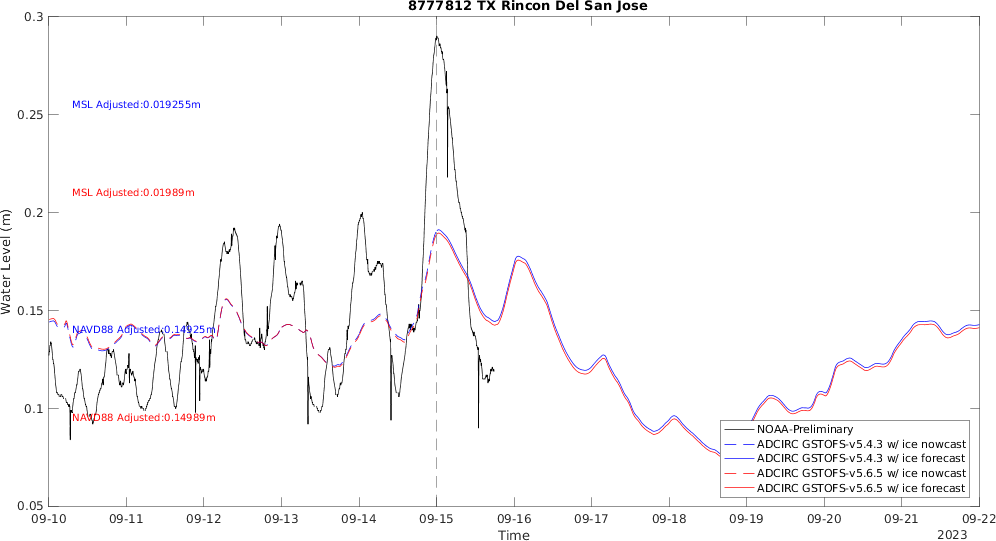 8777812 TX Rincon Del San Jose
0.3
0.25
0.2
0.15
0.1
0.05
Water Level (m)
MSL Adjusted:0.019255m
MSL Adjusted:0.01989m
NAVD88 Adjusted:0.14925m
NAVD88 Adjusted:0.14989m
NOAA-Preliminary
ADCIRC GSTOFS-v5.4.3 w/ ice nowcast
ADCIRC GSTOFS-v5.4.3 w/ ice forecast
ADCIRC GSTOFS-v5.6.5 w/ ice nowcast
ADCIRC GSTOFS-v5.6.5 w/ ice forecast
09-10 09-11 09-12 09-13 09-14 09-15 09-16 09-17 09-18 09-19 09-20 09-21 09-22
Time
2023